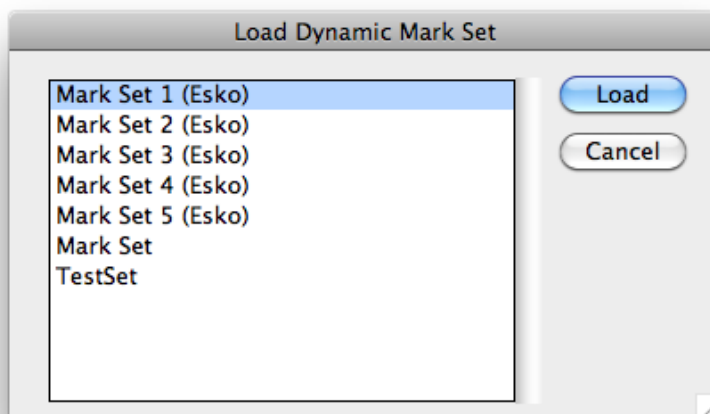 Load Dynamic Mark Set
Mark Set 1 (Esko)
Mark Set 2 (Esko)
Mark Set 3 (Esko)
Mark Set 4 (Esko)
Mark Set 5 (Esko)
Mark Set
TestSet
Load
Cancel